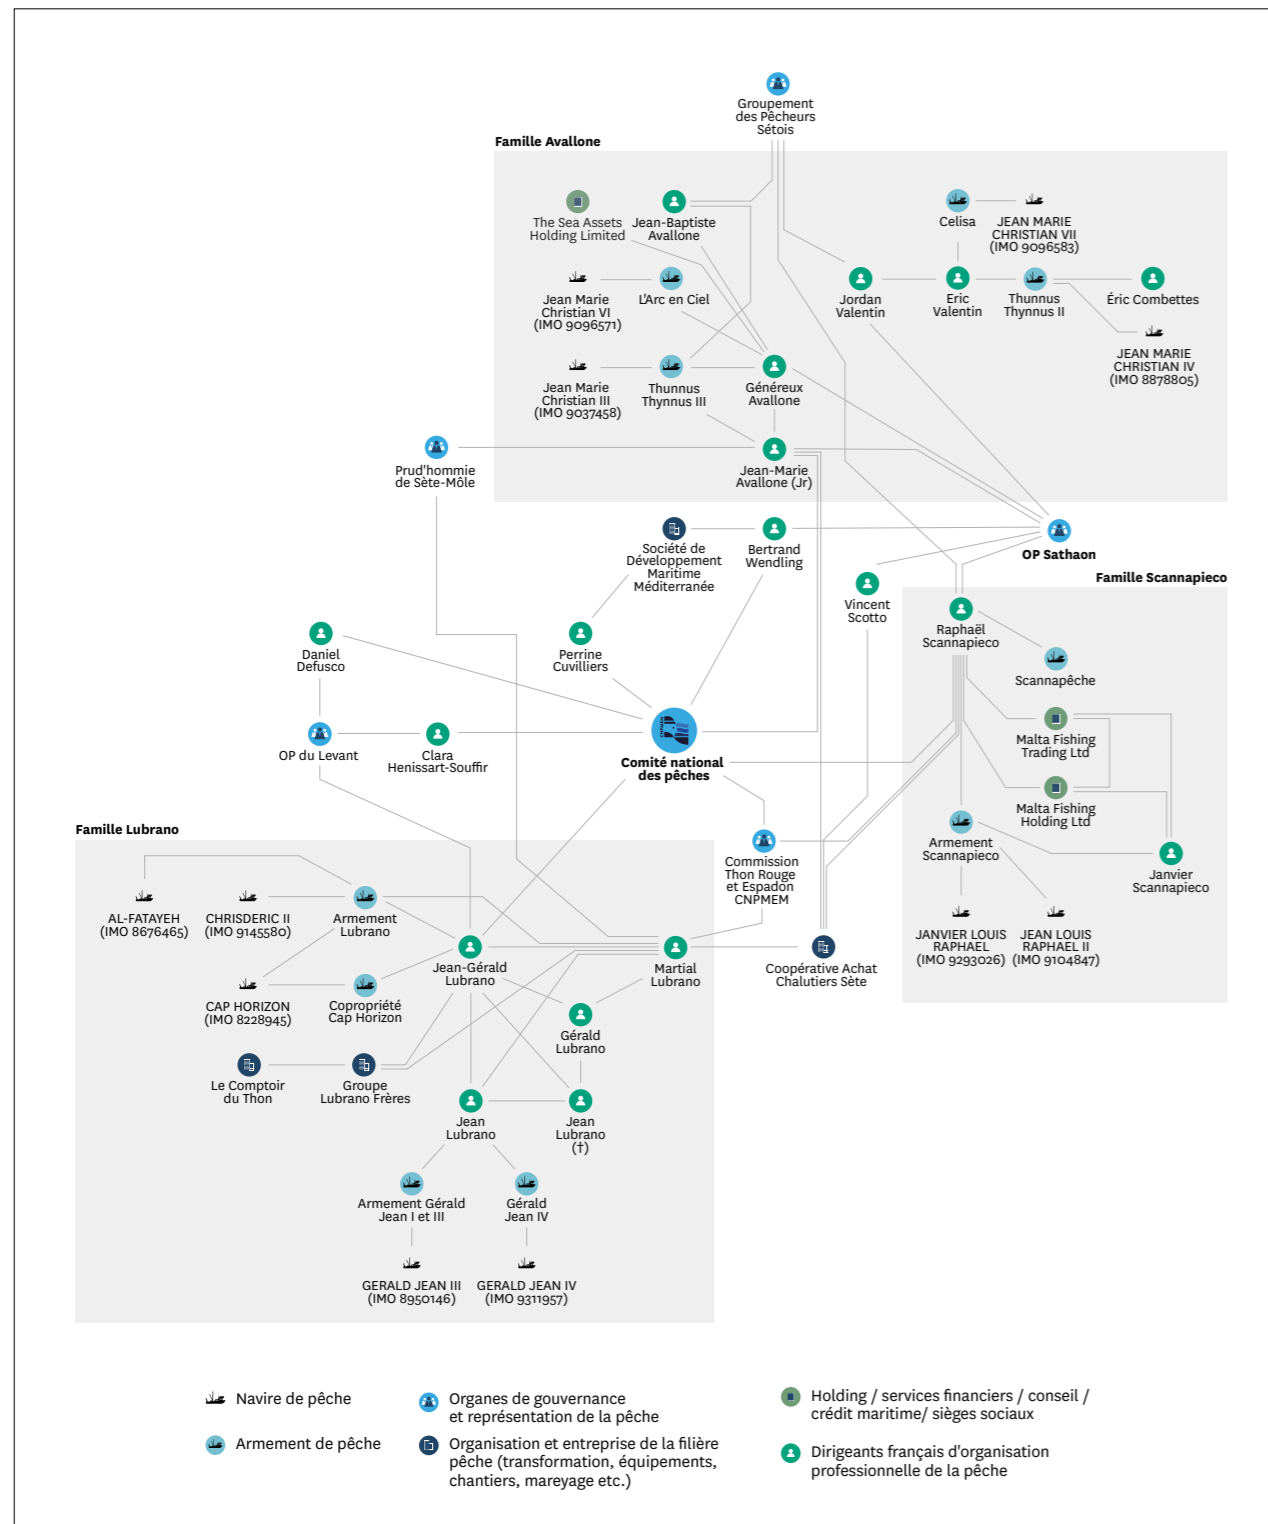 Groupement
des Pêcheurs
Sétois
Famille Avallone
The Sea Assets
Holding Limited
Jean-Baptiste
Avallone
Celisa
JEAN MARIE
CHRISTIAN VII
(IMO 9096583)
Jean Marie
Christian VI
(IMO 9096571)
L'Arc en Ciel
Jordan
Valentin
Eric
Valentin
Thunnus
Thynnus II
Éric Combettes
JEAN MARIE
CHRISTIAN IV
(IMO 8878805)
Jean Marie
Christian III
(IMO 9037458)
Thunnus
Thynnus III
Généreux
Avallone
Prud'hommie
de Sète-Môle
Jean-Marie
Avallone (Jr)
Société de
Développement
Maritime
Méditerranée
Bertrand
Wendling
OP Sathaon
Famille Scannapieco
Vincent
Scotto
Raphaël
Scannapieco
Daniel
Defusco
Perrine
Cuvilliers
Scannapêche
OP du Levant
Clara
Henissart-Souffir
Comité national
des pêches
Malta Fishing
Trading Ltd
Malta Fishing
Holding Ltd
Famille Lubrano
Commission
Thon Rouge
et Espadon
CNPMEM
Armement
Scannapieco
Janvier
Scannapieco
AL-FATAYEH
(IMO 8676465)
CHRISDERIC II
(IMO 9145580)
Armement
Lubrano
JANVIER LOUIS
RAPHAEL
(IMO 9293026)
JEAN LOUIS
RAPHAEL II
(IMO 9104847)
Jean-Gérald
Lubrano
Martial
Lubrano
Coopérative Achat
Chalutiers Sète
CAP HORIZON
(IMO 8228945)
Copropriété
Cap Horizon
Gérald
Lubrano
Le Comptoir
du Thon
Groupe
Lubrano Frères
Jean
Lubrano
Jean
Lubrano
(†)
Armement Gérald
Jean I et III
Gérald
Jean IV
GERALD JEAN III
(IMO 8950146)
GERALD JEAN IV
(IMO 9311957)
Navire de pêche
Armement de pêche
Organes de gouvernance
et représentation de la pêche
Organisation et entreprise de la filière
pêche (transformation, équipements,
chantiers, mareyage etc.)
Holding / services financiers / conseil /
crédit maritime/ sièges sociaux
Dirigeants français d'organisation
professionnelle de la pêche